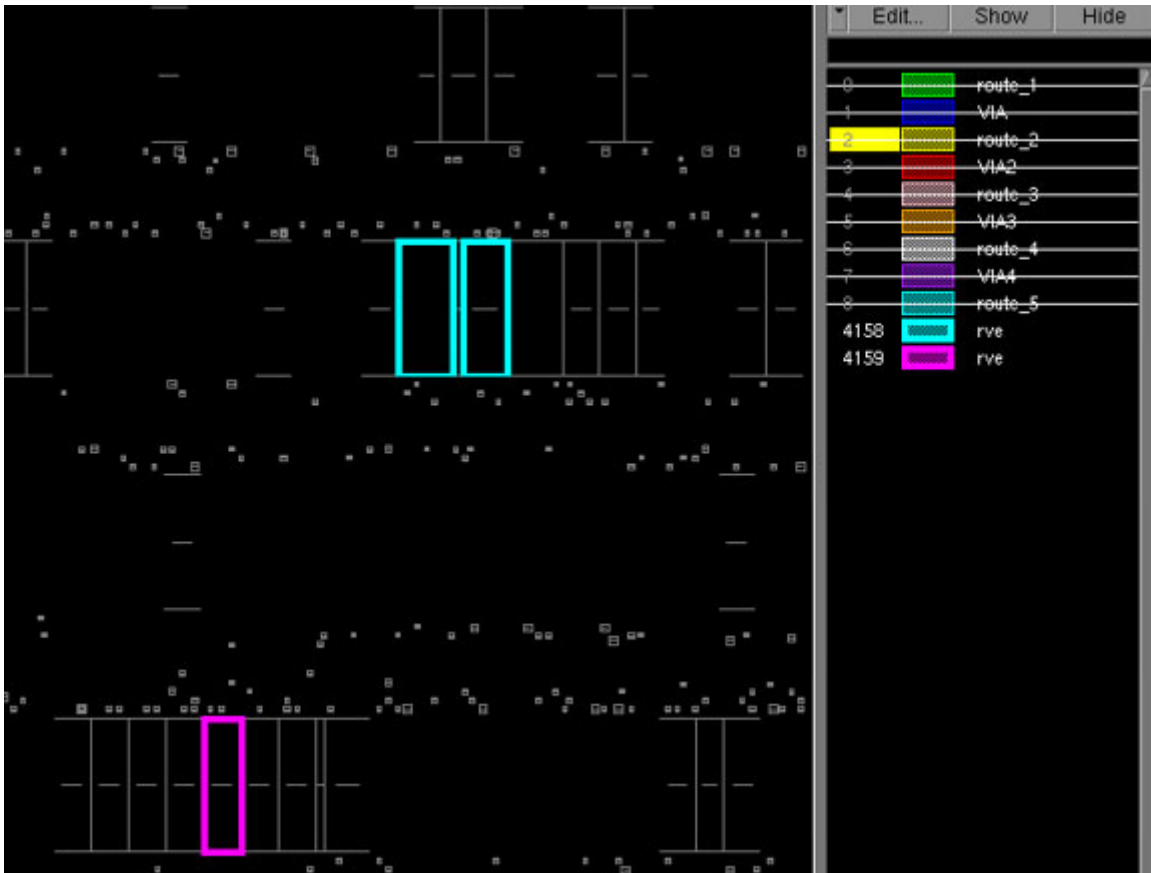 Edit... Show Hide
0 route_1
1 VIA
2 route_2
3 VIA2
4 route_3
5 VIA3
6 route_4
7 VIA4
8 route_5
4158 rve
4159 rve